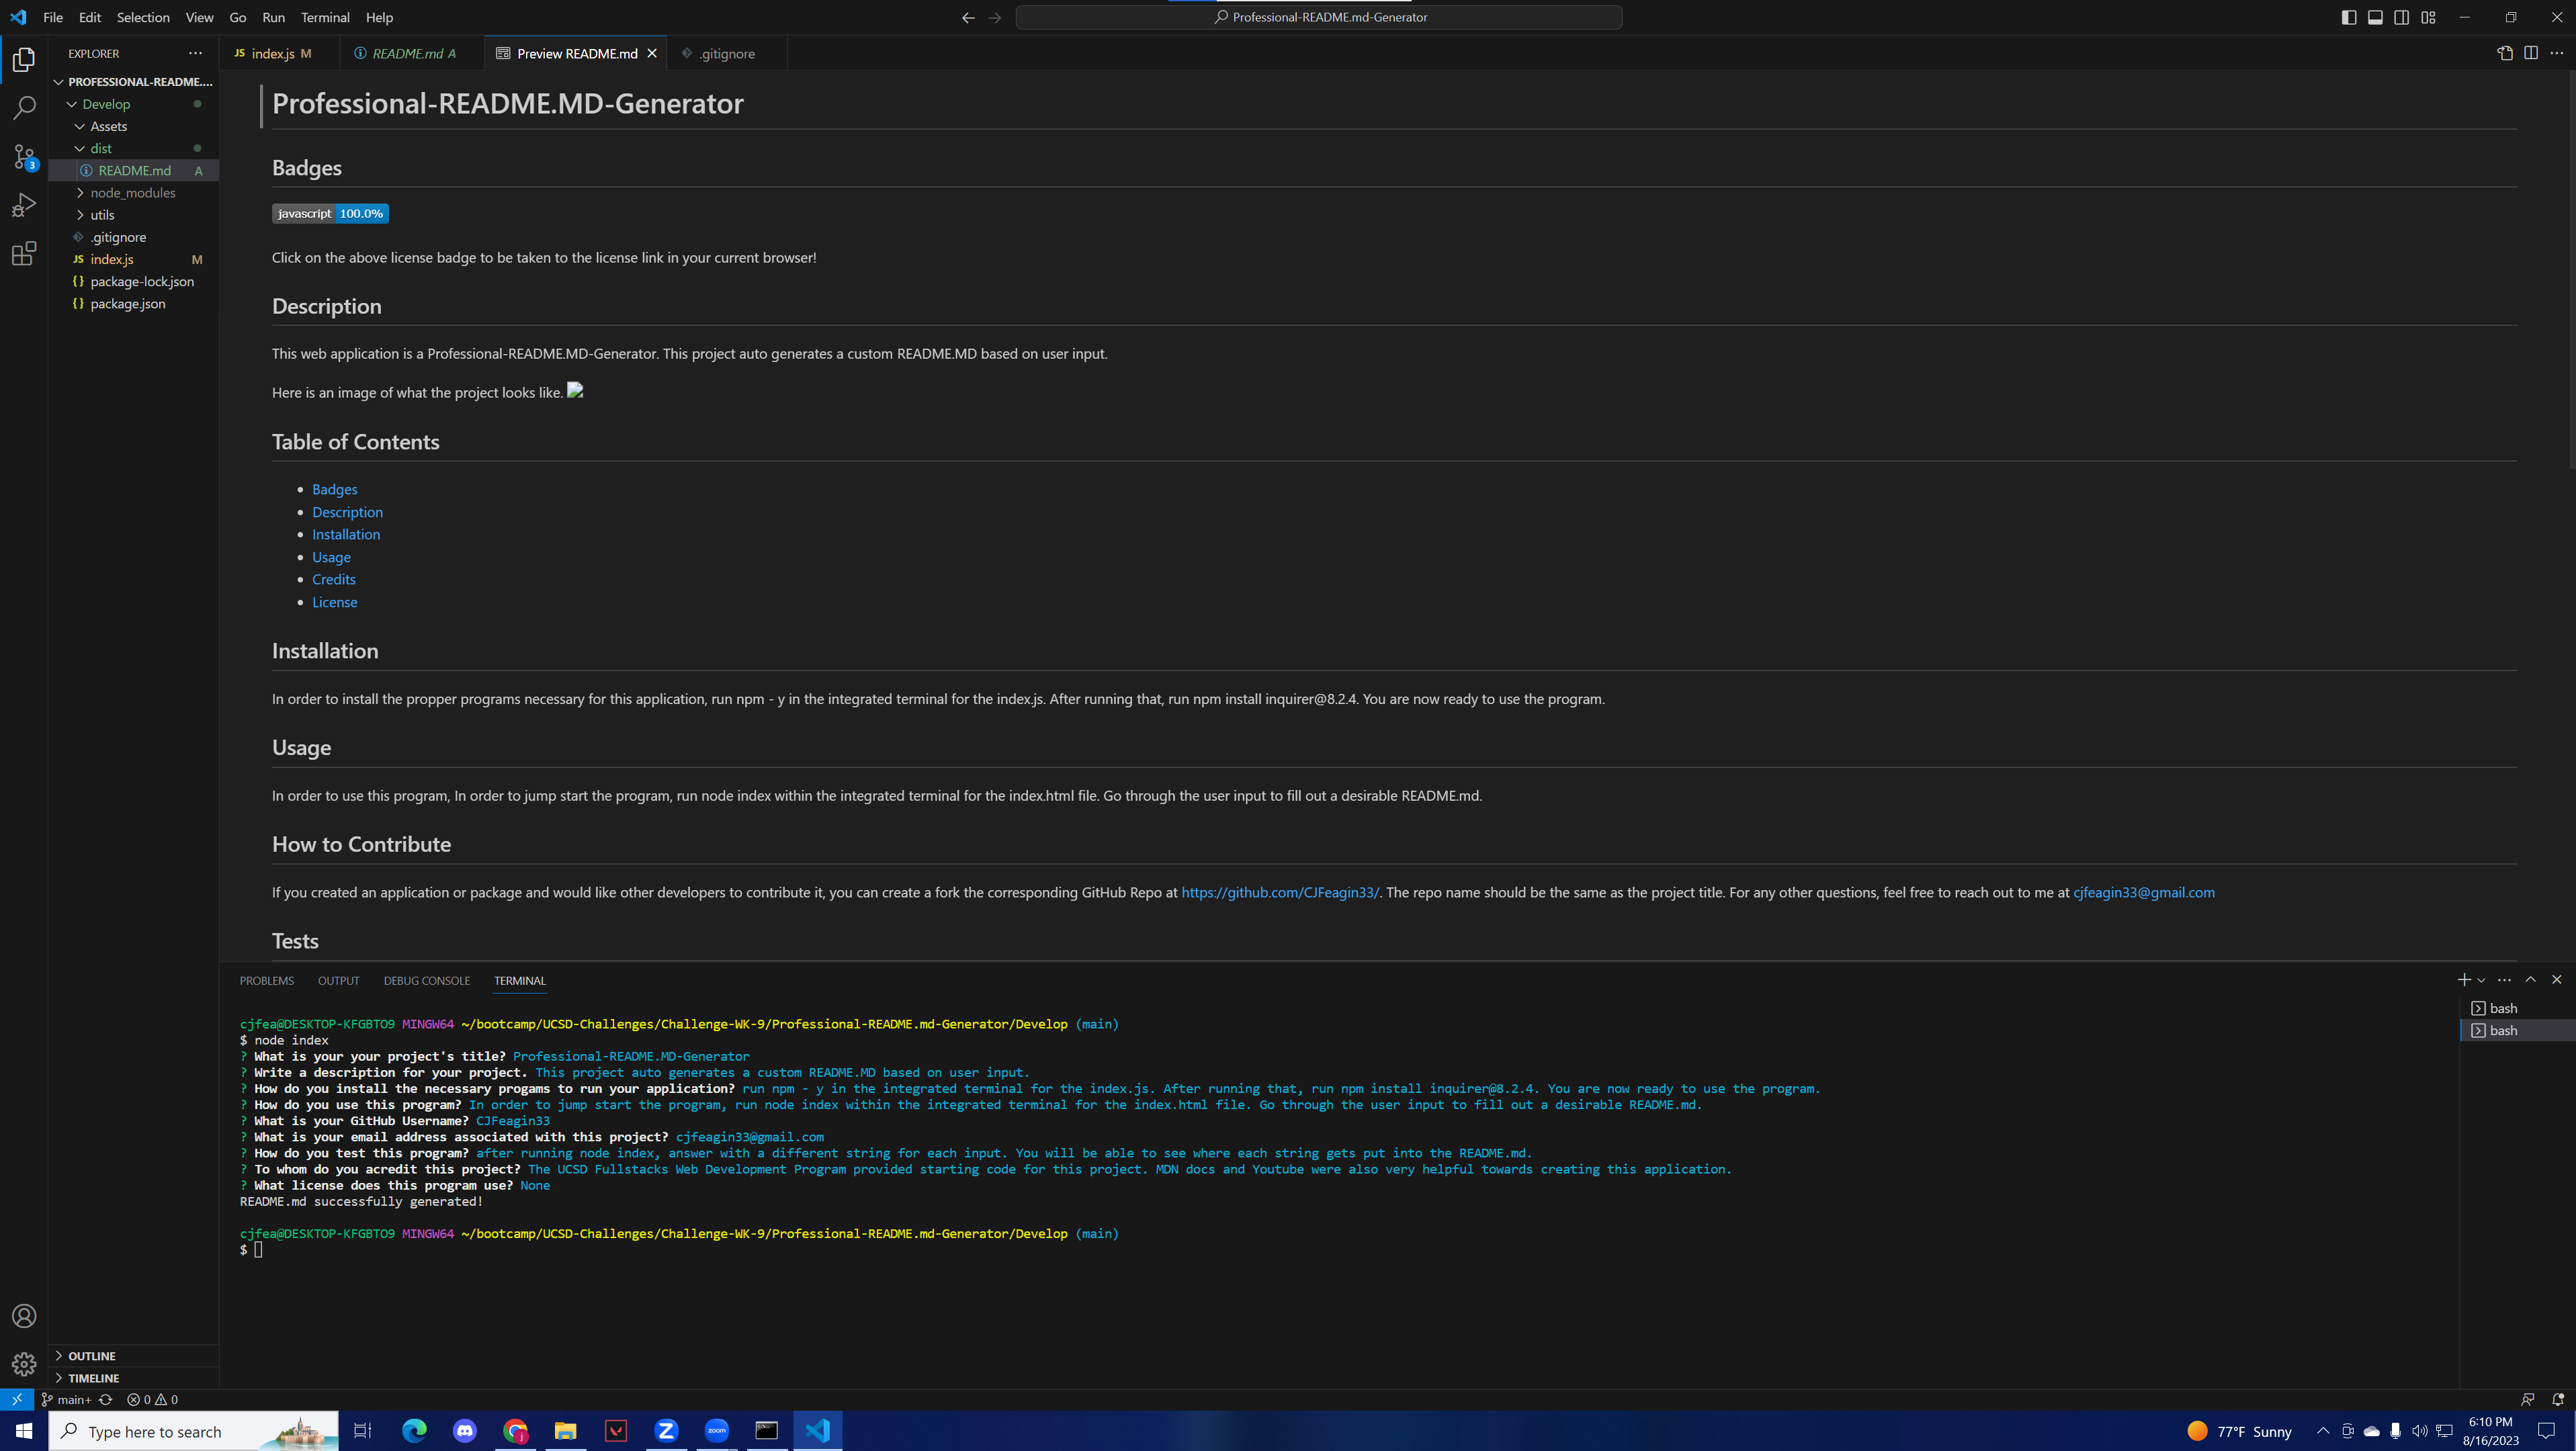 File Edit Selection View Go Run Terminal Help
Professional-README.md-Generator
EXPLORER
index.js M
README.md A
Preview README.md
.gitignore
PROFESSIONAL-README....
Develop
Assets
dist
README.md A
node_modules
utils
.gitignore
index.js M
package-lock.json
package.json
3
Professional-README.MD-Generator
Badges
javascript 100.0%
Click on the above license badge to be taken to the license link in your current browser!
Description
This web application is a Professional-README.MD-Generator. This project auto generates a custom README.MD based on user input.
Here is an image of what the project looks like.
Table of Contents
Badges
Description
Installation
Usage
Credits
License
Installation
In order to install the propper programs necessary for this application, run npm - y in the integrated terminal for the index.js. After running that, run npm install inquirer@8.2.4. You are now ready to use the program.
Usage
In order to use this program, In order to jump start the program, run node index within the integrated terminal for the index.html file. Go through the user input to fill out a desirable README.md.
How to Contribute
If you created an application or package and would like other developers to contribute it, you can create a fork the corresponding GitHub Repo at https://github.com/CJFeagin33/. The repo name should be the same as the project title. For any other questions, feel free to reach out to me at cjfeagin33@gmail.com
Tests
PROBLEMS OUTPUT DEBUG CONSOLE TERMINAL
bash
bash
cjfea@DESKTOP-KFGBTO9 MINGW64 ~/bootcamp/UCSD-Challenges/Challenge-WK-9/Professional-README.md-Generator/Develop (main)
$ node index
? What is your your project's title? Professional-README.MD-Generator
? Write a description for your project. This project auto generates a custom README.MD based on user input.
? How do you install the necessary progams to run your application? run npm - y in the integrated terminal for the index.js. After running that, run npm install inquirer@8.2.4. You are now ready to use the program.
? How do you use this program? In order to jump start the program, run node index within the integrated terminal for the index.html file. Go through the user input to fill out a desirable README.md.
? What is your GitHub Username? CJFeagin33
? What is your email address associated with this project? cjfeagin33@gmail.com
? How do you test this program? after running node index, answer with a different string for each input. You will be able to see where each string gets put into the README.md.
? To whom do you acredit this project? The UCSD Fullstacks Web Development Program provided starting code for this project. MDN docs and Youtube were also very helpful towards creating this application.
? What license does this program use? None
README.md successfully generated!
cjfea@DESKTOP-KFGBTO9 MINGW64 ~/bootcamp/UCSD-Challenges/Challenge-WK-9/Professional-README.md-Generator/Develop (main)
$
OUTLINE
TIMELINE
main+ 0 0
Type here to search
zoom
77°F Sunny
6:10 PM
8/16/2023